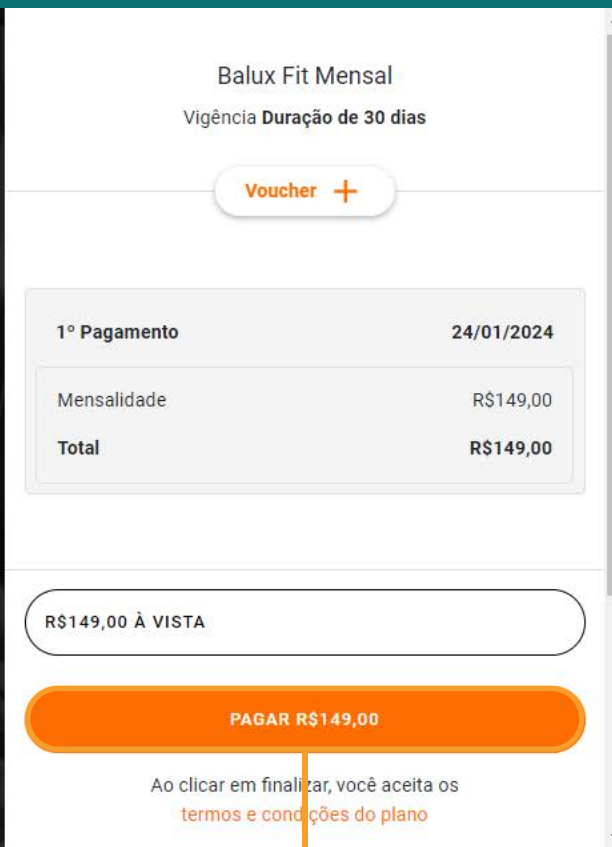 Balux Fit Mensal
Vigência Duração de 30 dias
Voucher +
1º Pagamento 24/01/2024
Mensalidade R$149,00
Total R$149,00
R$149,00 À VISTA
PAGAR R$149,00
Ao clicar em finalizar, você aceita os
termos e condições do plano